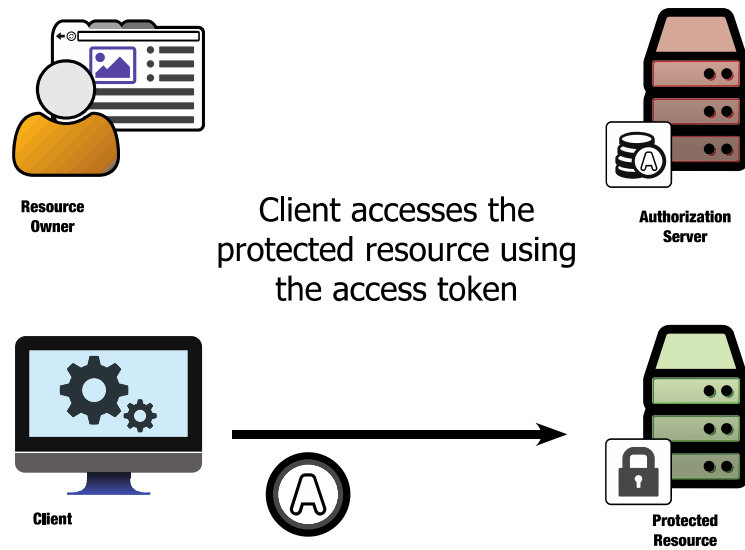 Resource
Owner
Authorization
Server
A
Client accesses the
protected resource using
the access token
Client
A
Protected
Resource